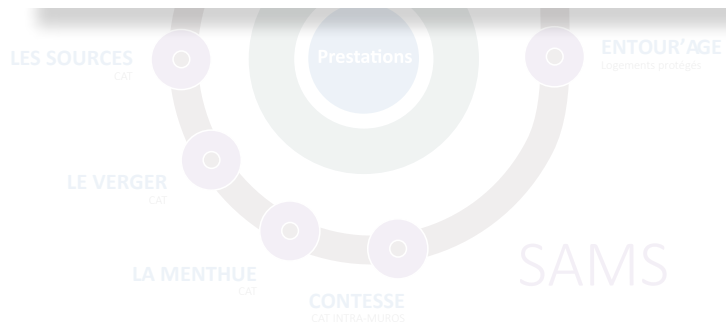 Prestations
ENTOUR'AGE
Logements protégés
LES SOURCES
CAT
LE VERGER
CAT
LA MENTHUE
CAT
CONTESSE
CAT INTRA-MUROS
SAMS